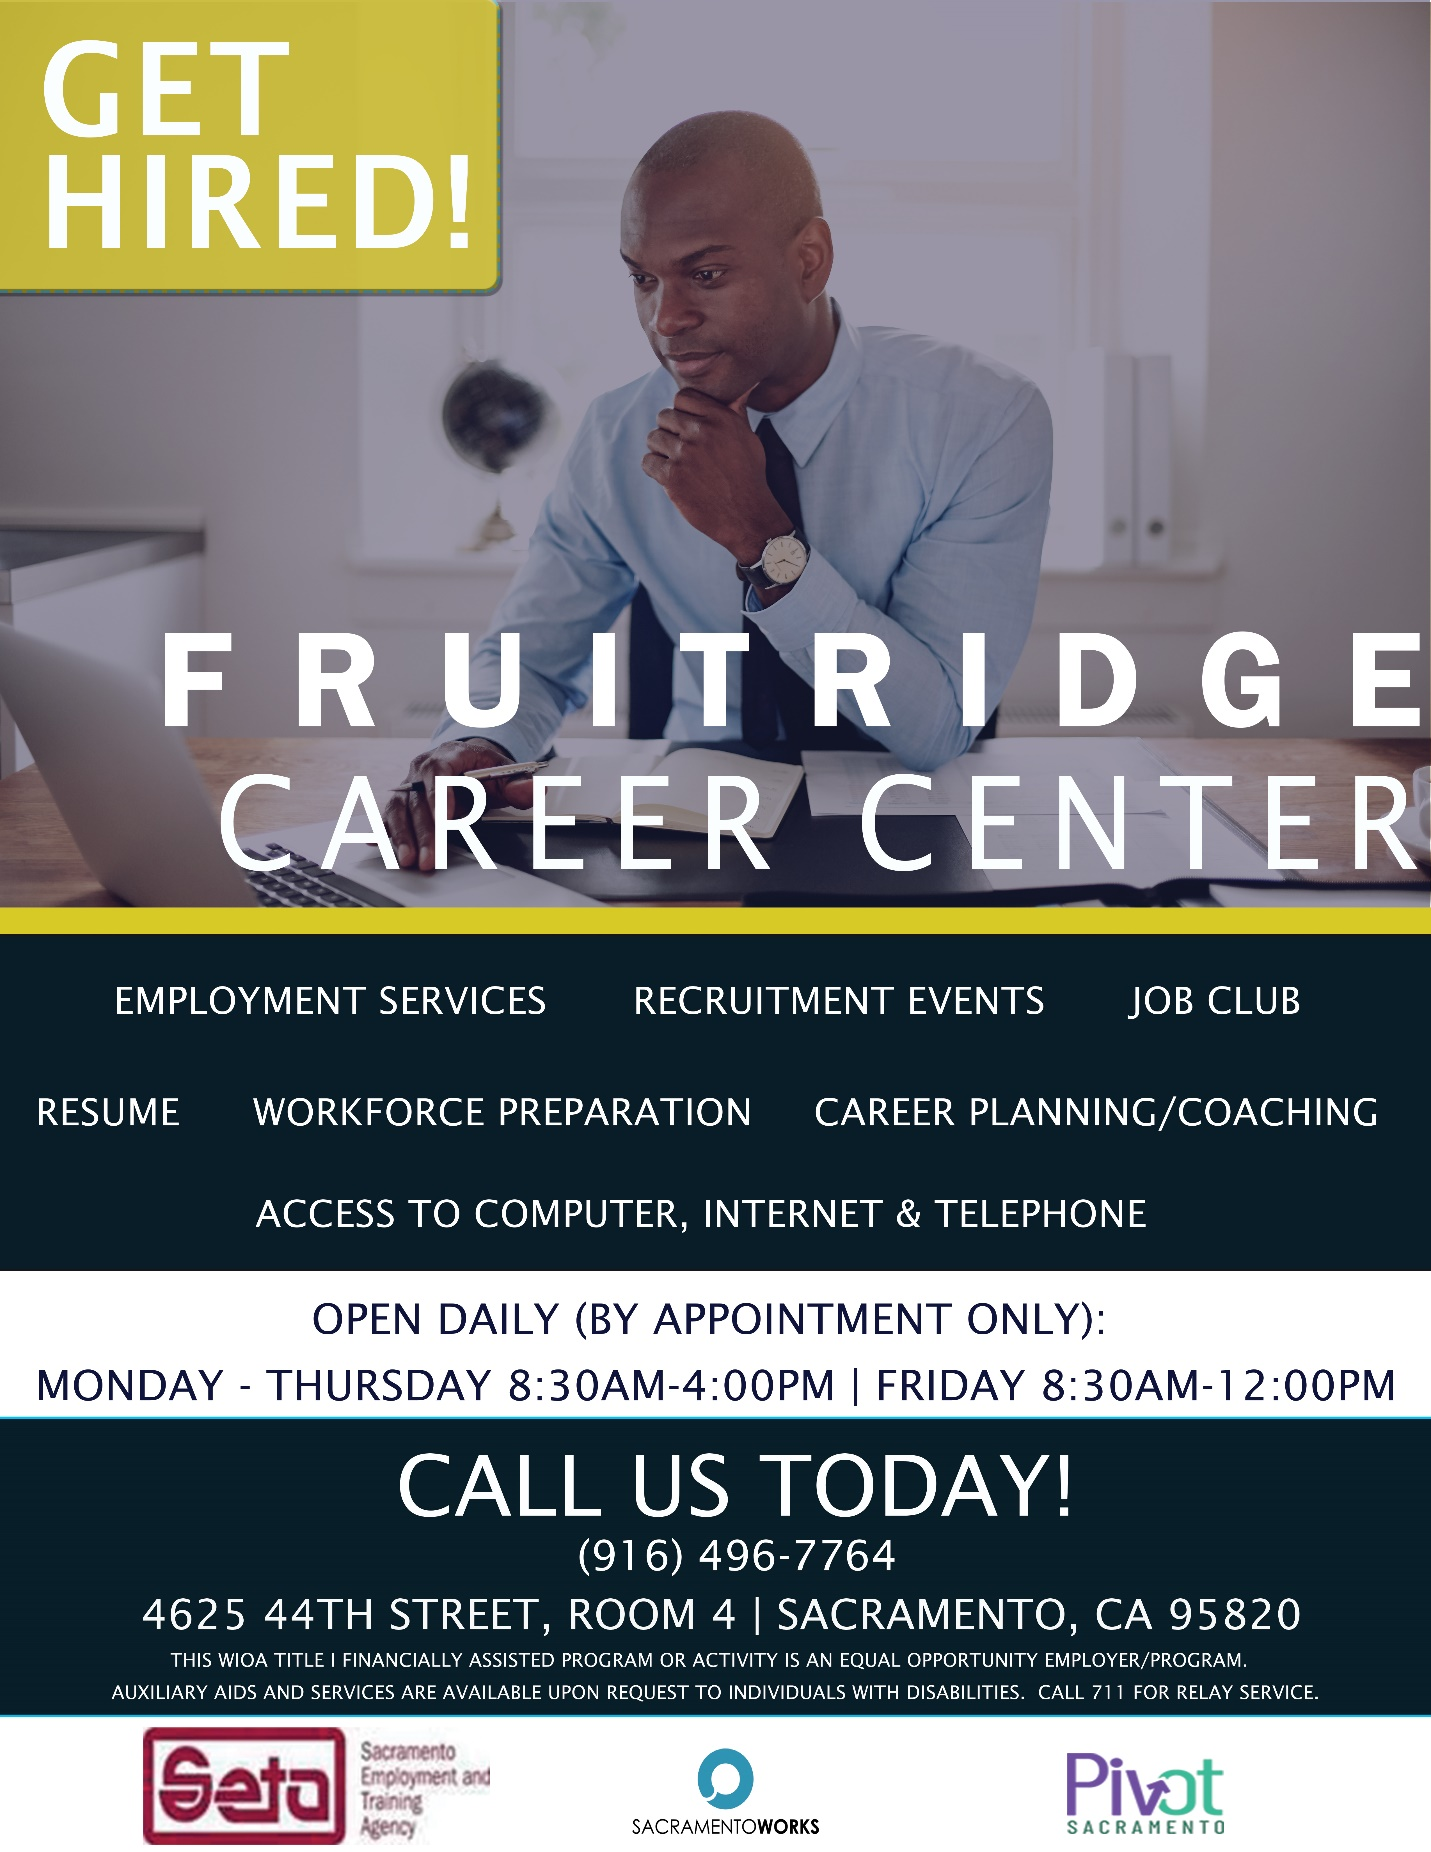 GET
HIRED!
FRUITRIDGE
CAREER CENTER
EMPLOYMENT SERVICES RECRUITMENT EVENTS JOB CLUB
RESUME WORKFORCE PREPARATION CAREER PLANNING/COACHING
ACCESS TO COMPUTER, INTERNET & TELEPHONE
OPEN DAILY (BY APPOINTMENT ONLY):
MONDAY - THURSDAY 8:30AM-4:00PM | FRIDAY 8:30AM-12:00PM
CALL US TODAY!
(916) 496-7764
4625 44TH STREET, ROOM 4 | SACRAMENTO, CA 95820
THIS WIOA TITLE I FINANCIALLY ASSISTED PROGRAM OR ACTIVITY IS AN EQUAL OPPORTUNITY EMPLOYER/PROGRAM.
AUXILIARY AIDS AND SERVICES ARE AVAILABLE UPON REQUEST TO INDIVIDUALS WITH DISABILITIES. CALL 711 FOR RELAY SERVICE.
Seta
Sacramento
Employment and
Training
Agency
SACRAMENTOWORKS
Pivot
SACRAMENTO